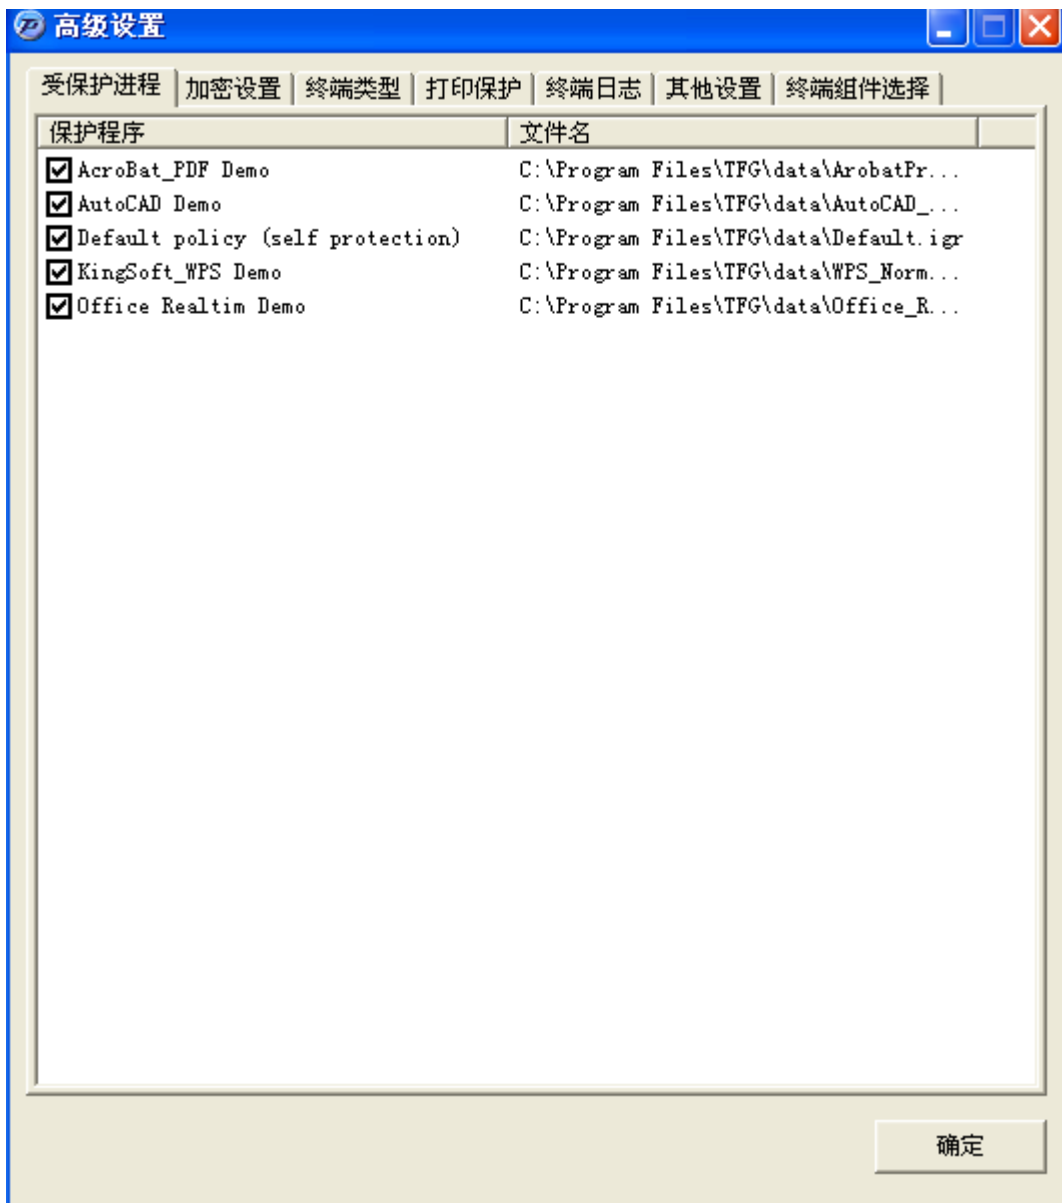 高级设置
受保护进程 加密设置 终端类型 打印保护 终端日志 其他设置 终端组件选择
保护程序 文件名
AcroBat_PDF Demo C:\Program Files\TFG\data\ArobatPr...
AutoCAD Demo C:\Program Files\TFG\data\AutoCAD_...
Default policy (self protection) C:\Program Files\TFG\data\Default.igr
KingSoft_WPS Demo C:\Program Files\TFG\data\WPS_Norm...
Office Realtim Demo C:\Program Files\TFG\data\Office_R...
确定